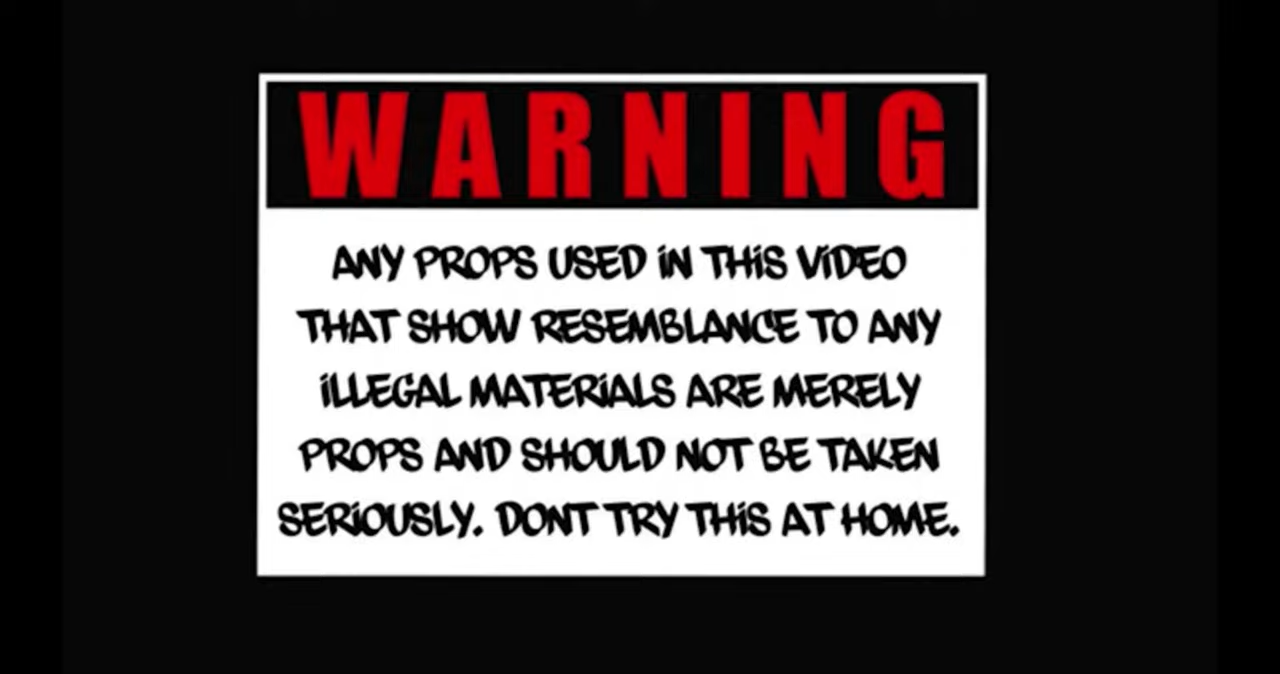 WARNING
ANY PROPS USED iN THiS ViDEO
THAT SHOW RESEMBLANCE TO ANY
iLLEGAL MATERiALS ARE MERELY
PROPS AND SHOULD NOT BE TAKEN
SERiOUSLY. DONT TRY THiS AT HOME.